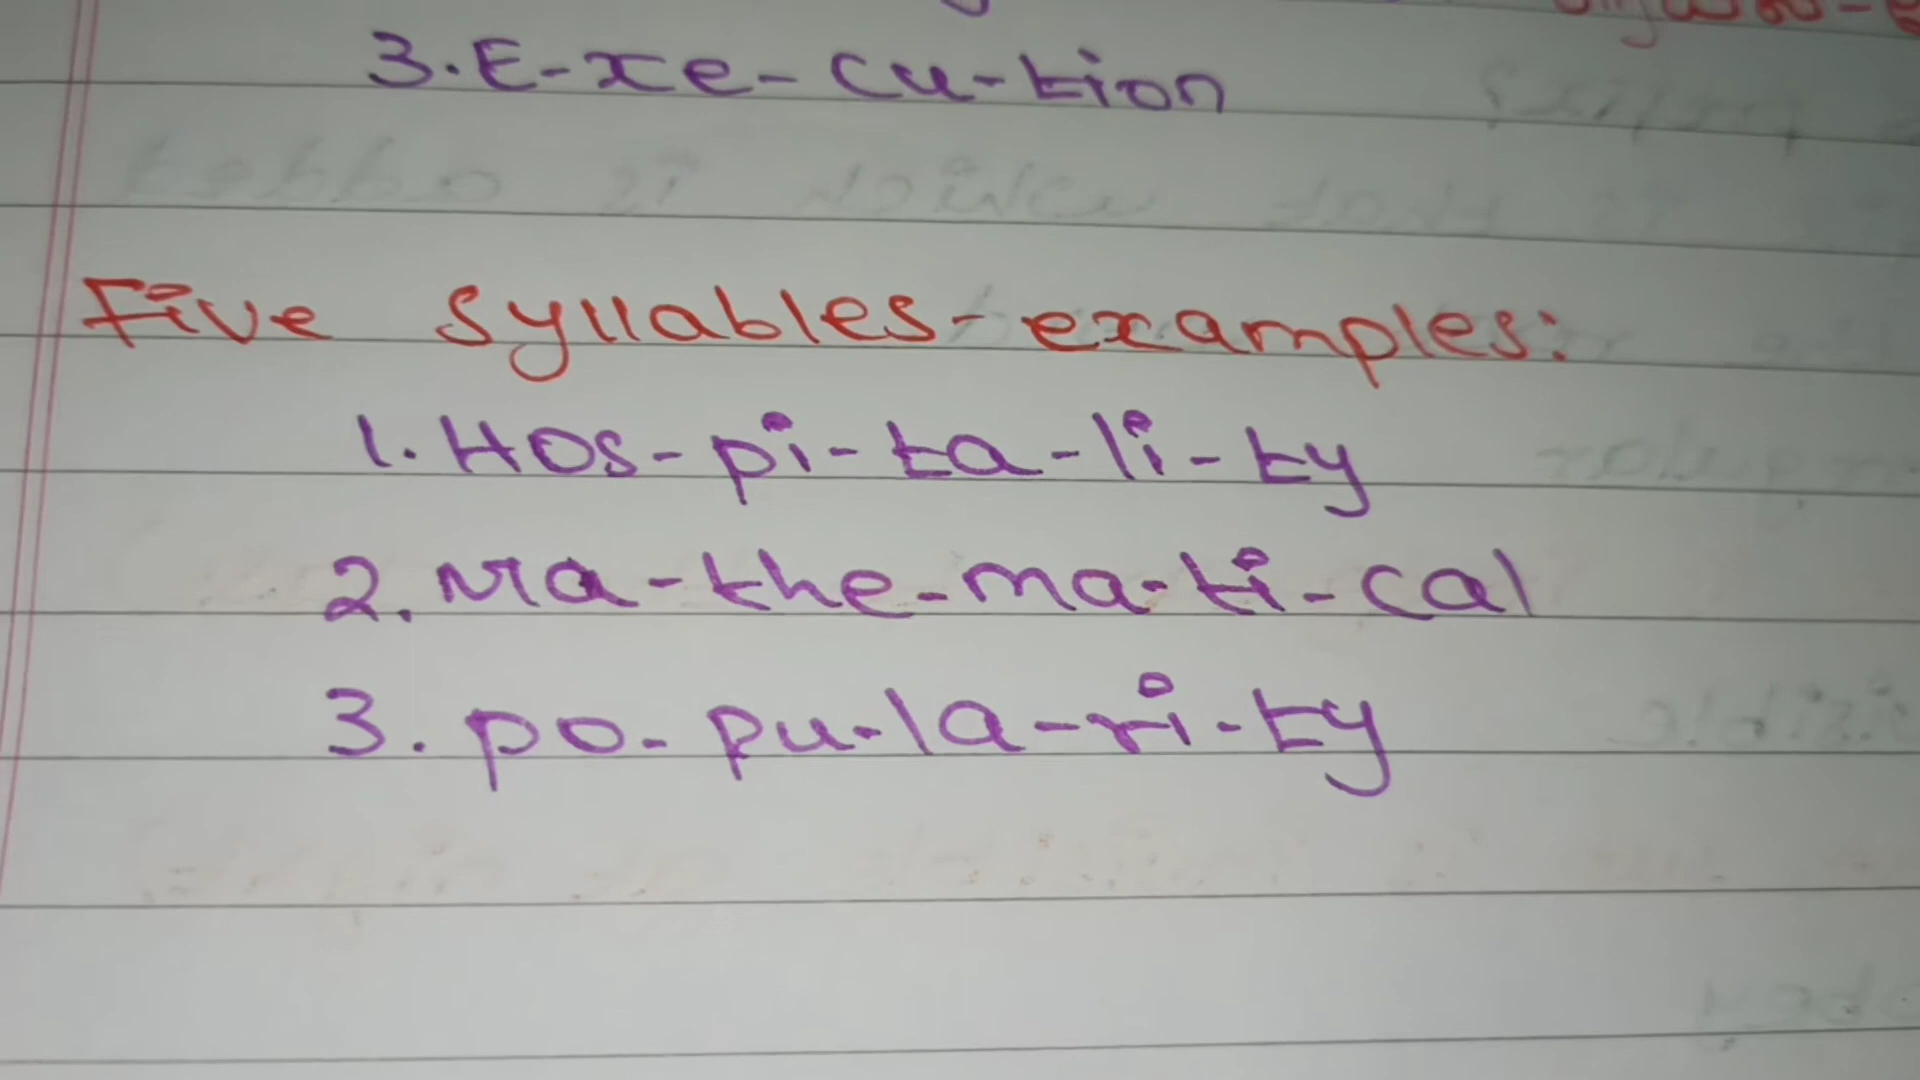 3. E-xe-cu-tion
Five syllables-examples:
1. Hos-pi-ta-li-ty
2. Ma-the-ma-ti-cal
3. po-pu-la-ri-ty